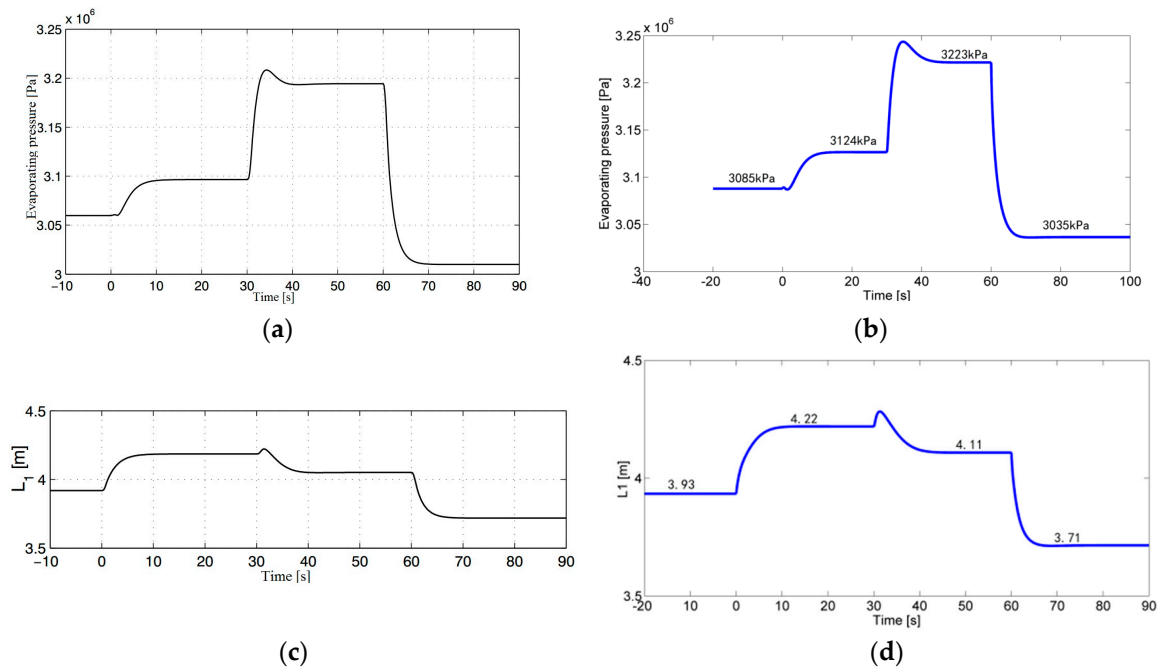 x 10⁶
3.25
3.2
3.15
3.1
3.05
3
Evaporating pressure [Pa]
−10 0 10 20 30 40 50 60 70 80 90
Time [s]
(a)
x 10⁶
3.25
3.2
3.15
3.1
3.05
3
Evaporating pressure [Pa]
3085kPa
3124kPa
3223kPa
3035kPa
-40 -20 0 20 40 60 80 100
Time [s]
(b)
4.5
4
3.5
L₁ [m]
−10 0 10 20 30 40 50 60 70 80 90
Time [s]
(c)
4.5
4
3.5
L1 [m]
3.93
4.22
4.11
3.71
-20 -10 0 10 20 30 40 50 60 70 80 90
Time [s]
(d)